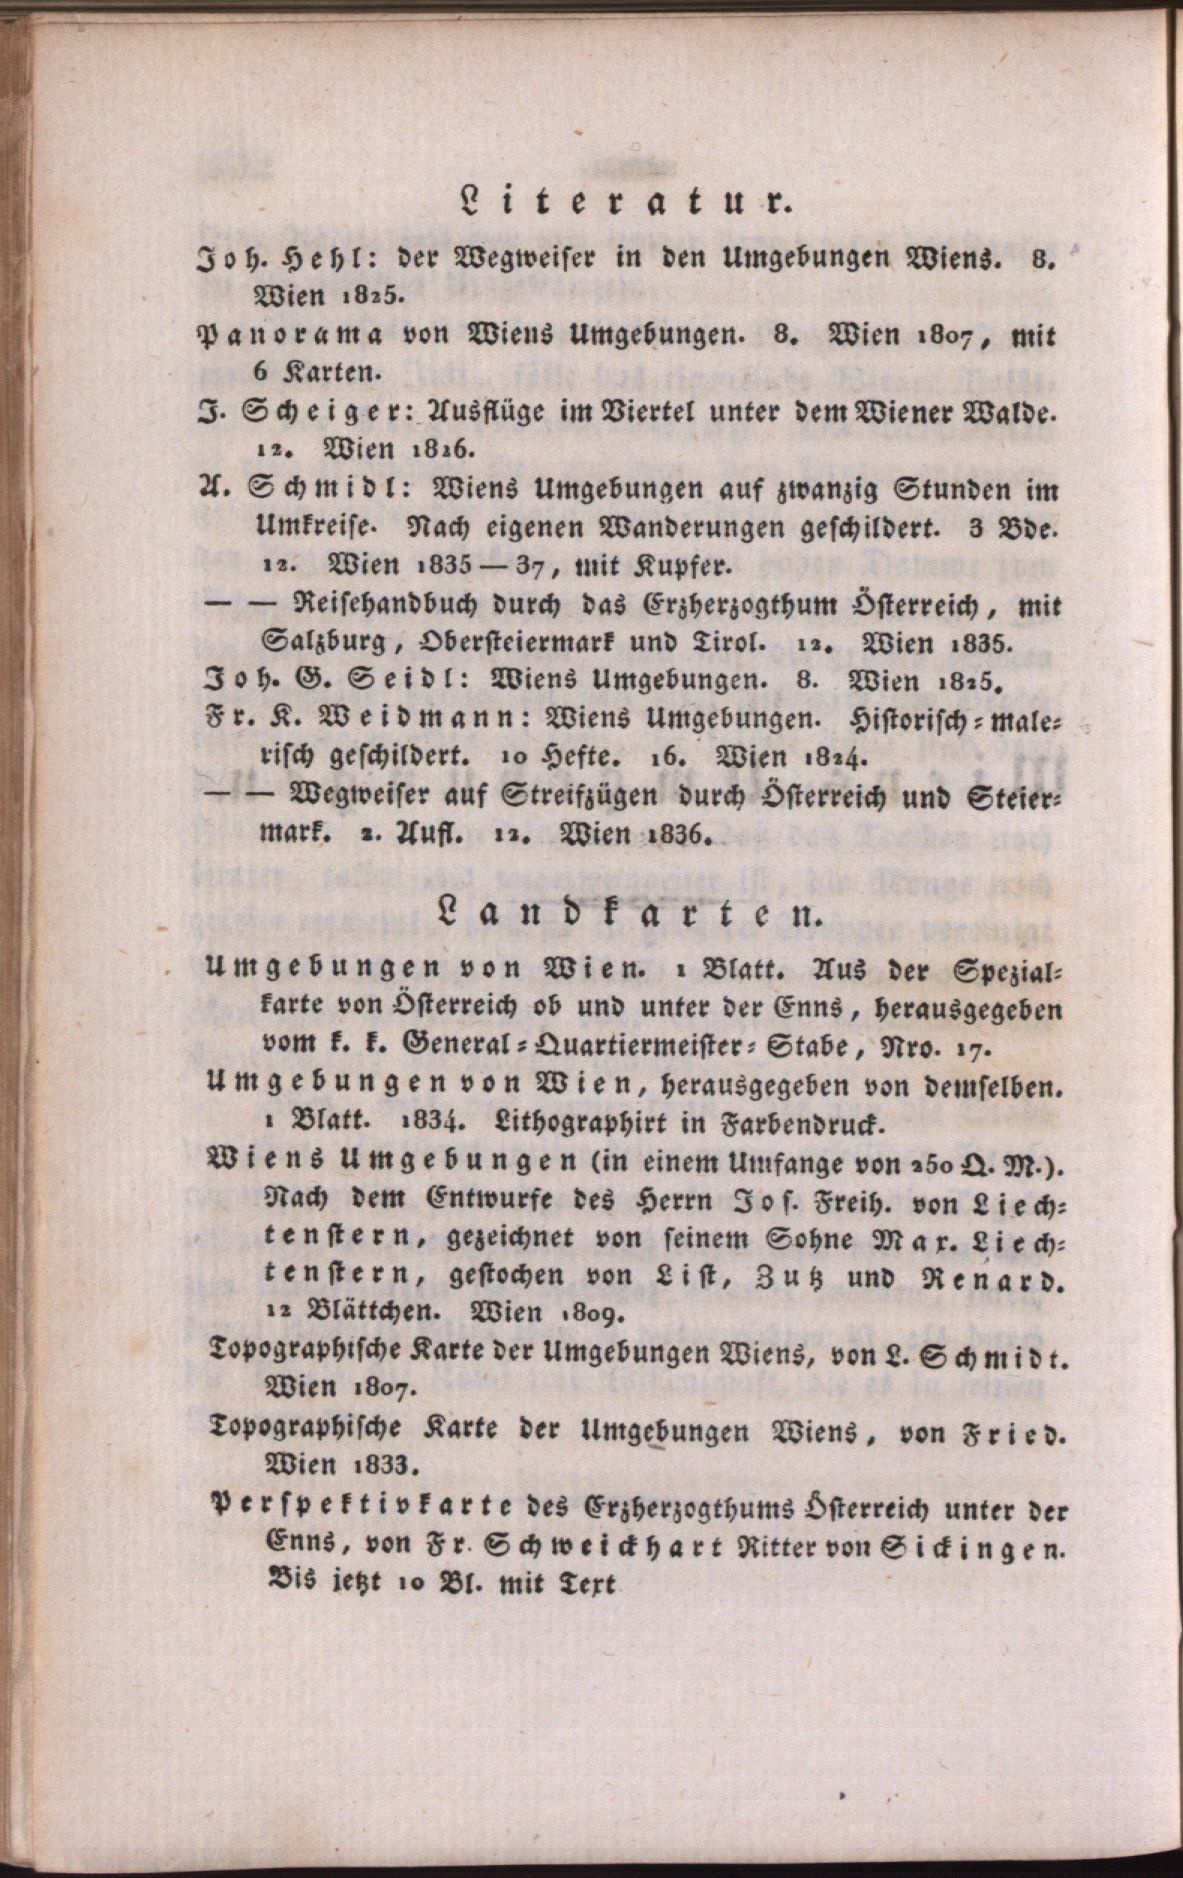 Literatur.
Joh. Hehl: der Wegweiser in den Umgebungen Wiens. 8.
Wien 1825.
Panorama von Wiens Umgebungen. 8. Wien 1807, mit
6 Karten.
J. Scheiger: Ausflüge im Viertel unter dem Wiener Walde.
12. Wien 1826.
A. Schmidl: Wiens Umgebungen auf zwanzig Stunden im
Umkreise. Nach eigenen Wanderungen geschildert. 3 Bde.
12. Wien 1835 — 37, mit Kupfer.
— — Reisehandbuch durch das Erzherzogthum Österreich, mit
Salzburg, Obersteiermark und Tirol. 12. Wien 1835.
Joh. G. Seidl: Wiens Umgebungen. 8. Wien 1825.
Fr. K. Weidmann: Wiens Umgebungen. Historisch-male-
risch geschildert. 10 Hefte. 16. Wien 1824.
— — Wegweiser auf Streifzügen durch Österreich und Steier-
mark. 2. Aufl. 12. Wien 1836.
Landkarten.
Umgebungen von Wien. 1 Blatt. Aus der Spezial-
karte von Österreich ob und unter der Enns, herausgegeben
vom k. k. General-Quartiermeister-Stabe, Nro. 17.
Umgebungen von Wien, herausgegeben von demselben.
1 Blatt. 1834. Lithographirt in Farbendruck.
Wiens Umgebungen (in einem Umfange von 250 Q. M.).
Nach dem Entwurfe des Herrn Jos. Freih. von Liech-
tenstern, gezeichnet von seinem Sohne Max. Liech-
tenstern, gestochen von List, Zutz und Renard.
12 Blättchen. Wien 1809.
Topographische Karte der Umgebungen Wiens, von L. Schmidt.
Wien 1807.
Topographische Karte der Umgebungen Wiens, von Fried.
Wien 1833.
Perspektivkarte des Erzherzogthums Österreich unter der
Enns, von Fr. Schweickhart Ritter von Sickingen.
Bis jetzt 10 Bl. mit Text